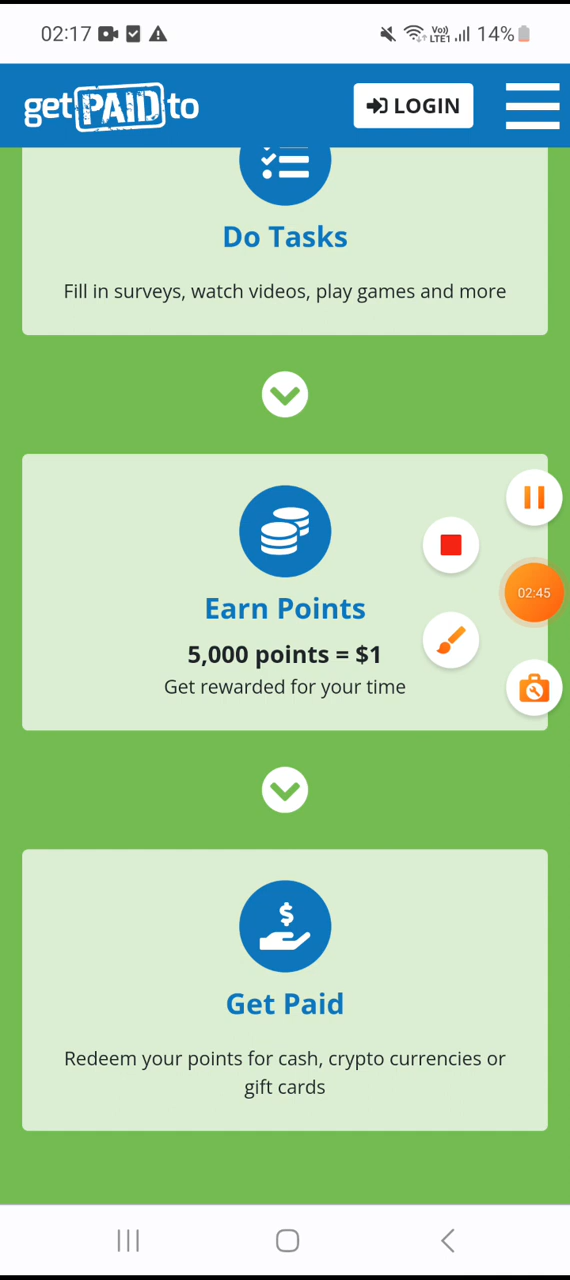 02:17
Vo))
LTE1
14%
getPAIDto
LOGIN
Do Tasks
Fill in surveys, watch videos, play games and more
Earn Points
5,000 points = $1
Get rewarded for your time
02:45
Get Paid
Redeem your points for cash, crypto currencies or
gift cards